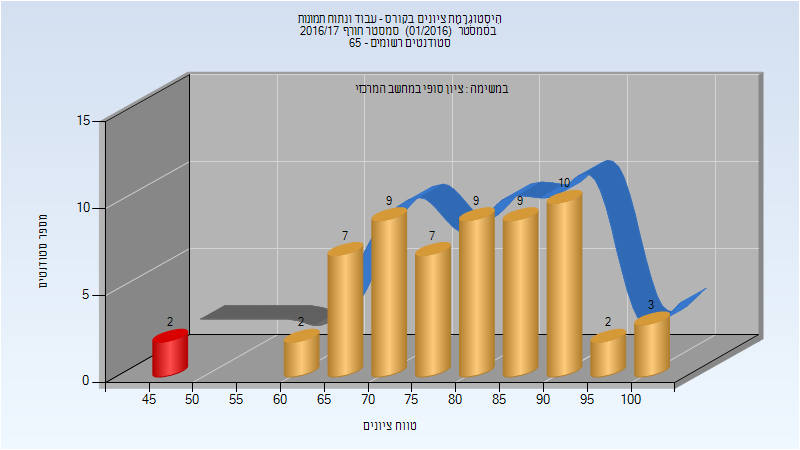 היסטוגרמת ציונים בקורס - עבוד ונתוח תמונות
בסמסטר (01/2016) סמסטר חורף 2016/17
סטודנטים רשומים - 65
במשימה : ציון סופי במחשב המרכזי
מספר סטודנטים
15
10
5
0
2
2
7
9
7
9
9
10
2
3
45 50 55 60 65 70 75 80 85 90 95 100
טווח ציונים